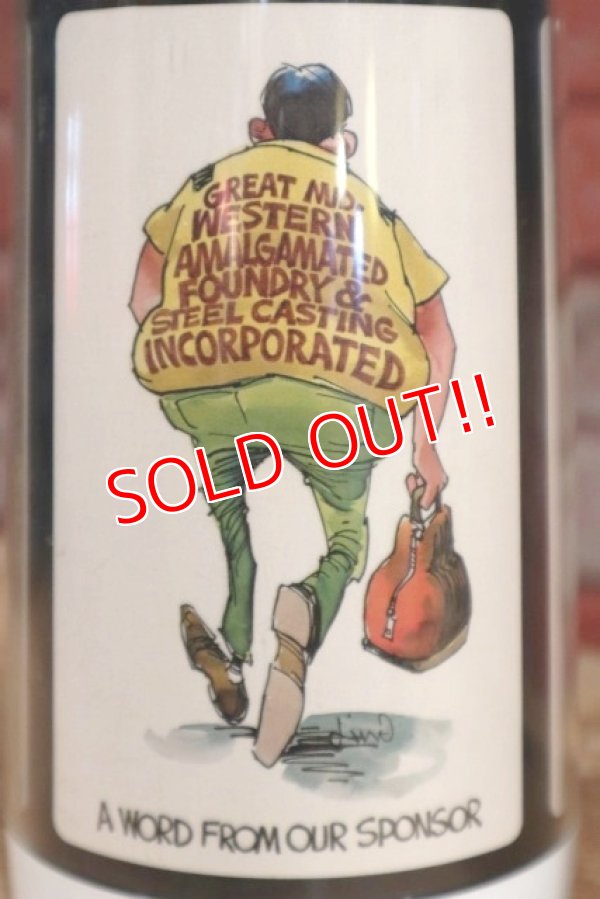 GREAT MID-
WESTERN
AMALGAMATED
FOUNDRY &
STEEL CASTING
INCORPORATED
SOLD OUT!!
A WORD FROM OUR SPONSOR